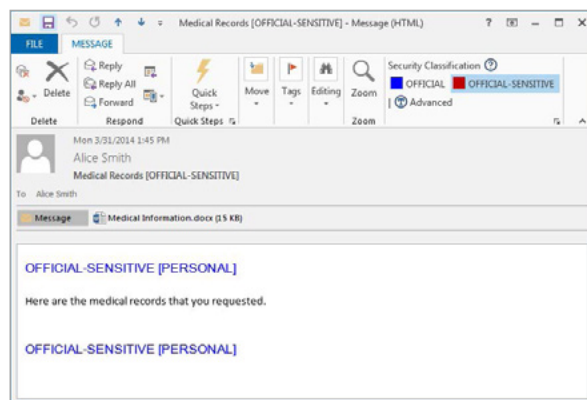 Medical Records [OFFICIAL-SENSITIVE] - Message (HTML)
FILE MESSAGE
Delete
Reply
Reply All
Forward
Quick Steps
Move
Tags
Editing
Zoom
Security Classification
OFFICIAL OFFICIAL-SENSITIVE
Advanced
Delete Respond Quick Steps Zoom
Mon 3/31/2014 1:45 PM
Alice Smith
Medical Records [OFFICIAL-SENSITIVE]
To Alice Smith
Message Medical Information.docx (15 KB)
OFFICIAL-SENSITIVE [PERSONAL]
Here are the medical records that you requested.
OFFICIAL-SENSITIVE [PERSONAL]